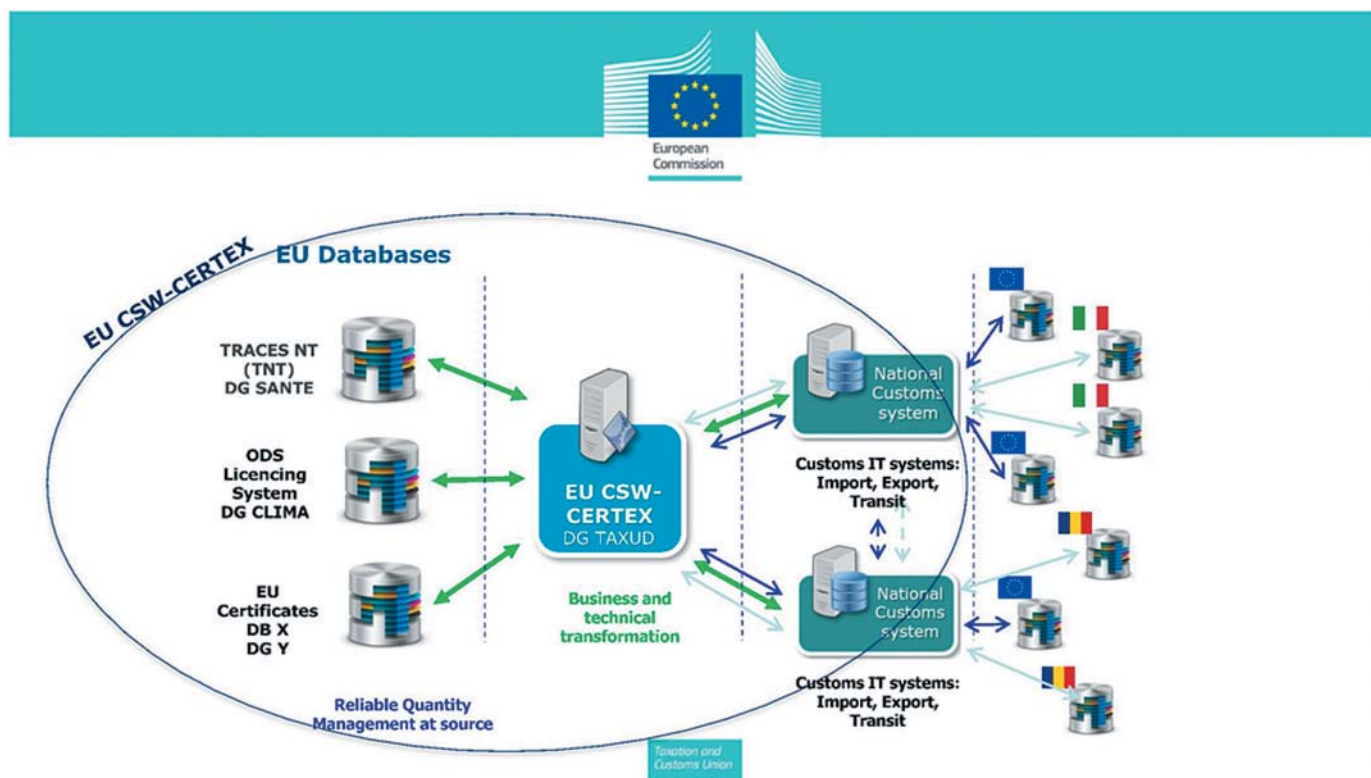 European
Commission
EU CSW-CERTEX
EU Databases
TRACES NT
(TNT)
DG SANTE
ODS
Licencing
System
DG CLIMA
EU
Certificates
DB X
DG Y
Reliable Quantity
Management at source
EU CSW-
CERTEX
DG TAXUD
Business and
technical
transformation
National
Customs
system
Customs IT systems:
Import, Export,
Transit
National
Customs
system
Customs IT systems:
Import, Export,
Transit
Taxation and
Customs Union